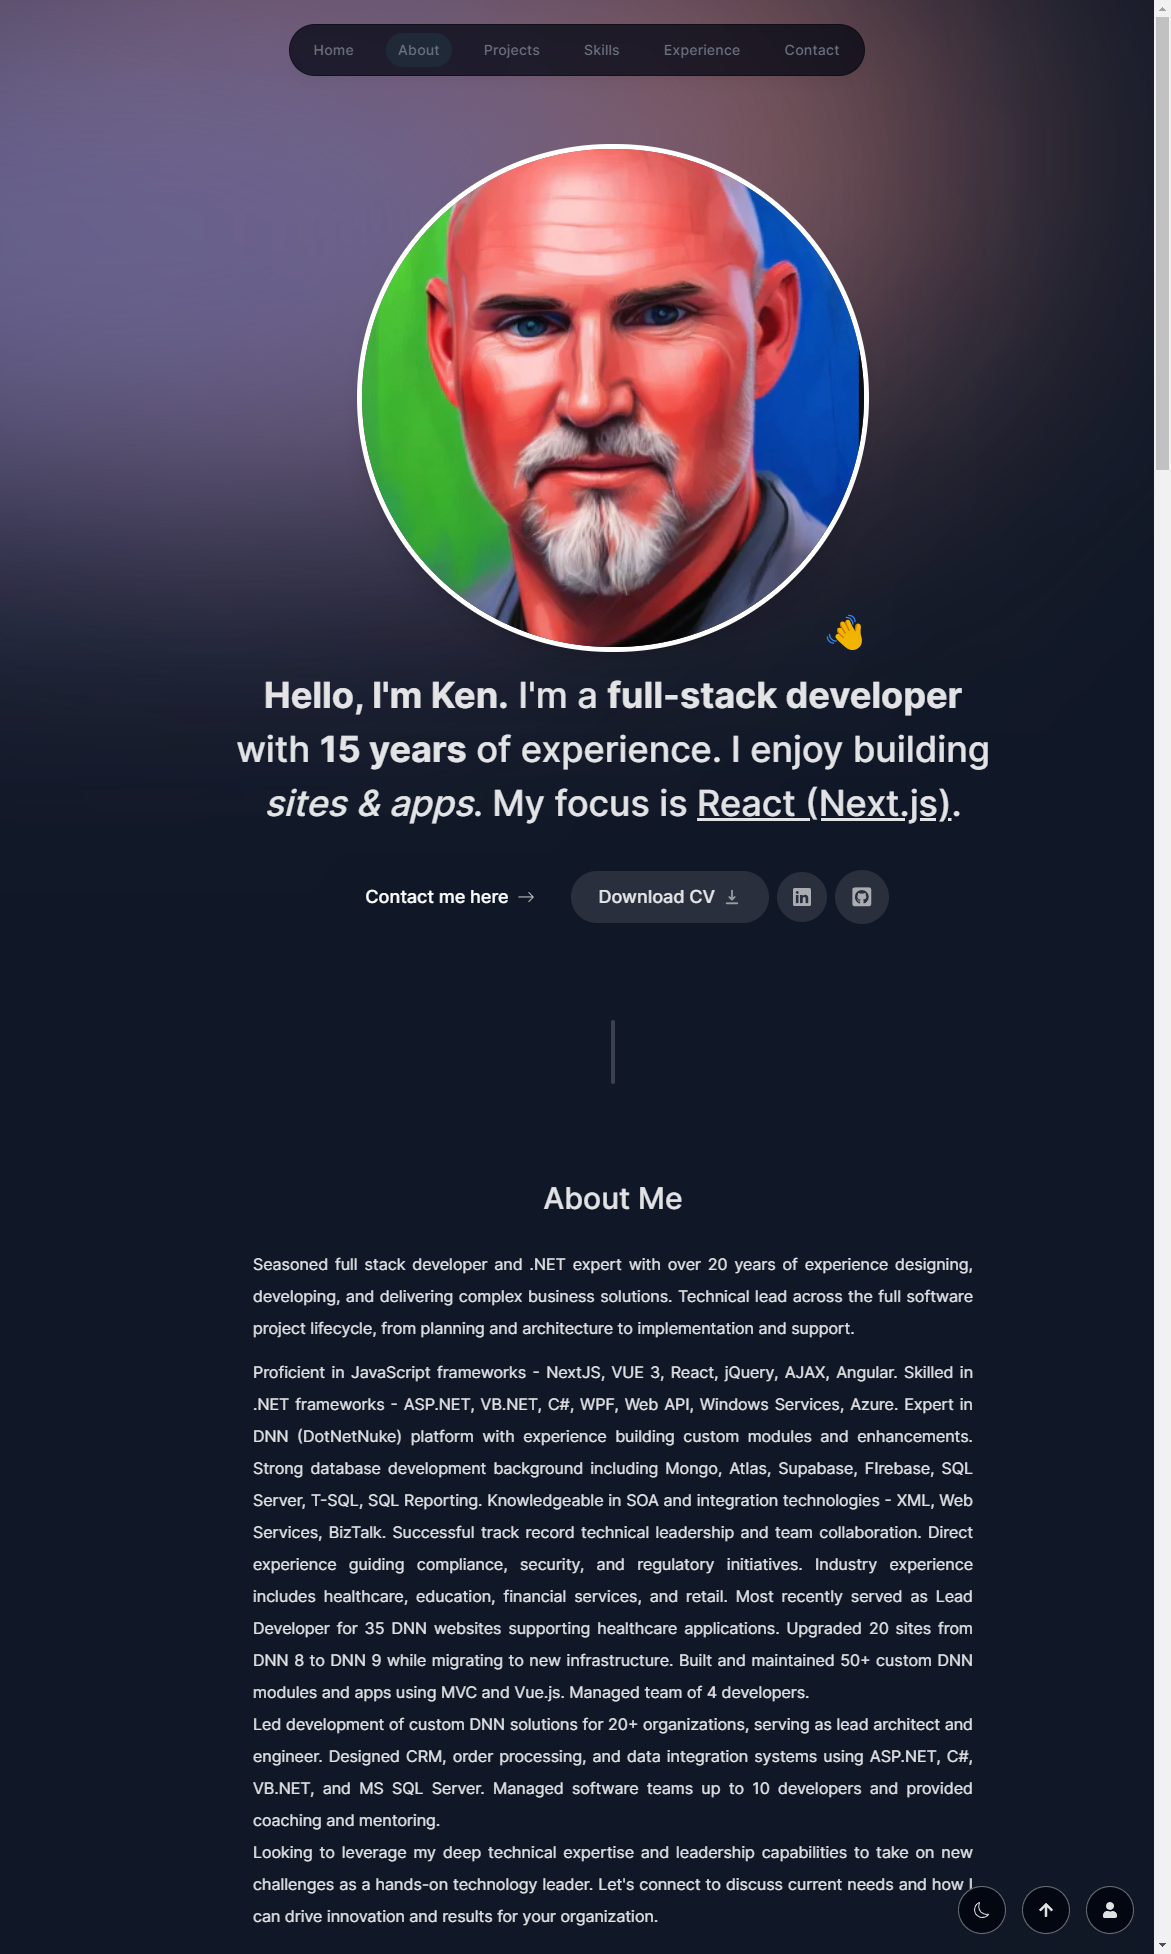 Home About Projects Skills Experience Contact
Hello, I'm Ken. I'm a full-stack developer
with 15 years of experience. I enjoy building
sites & apps. My focus is React (Next.js).
Contact me here → Download CV
About Me
Seasoned full stack developer and .NET expert with over 20 years of experience designing,
developing, and delivering complex business solutions. Technical lead across the full software
project lifecycle, from planning and architecture to implementation and support.
Proficient in JavaScript frameworks - NextJS, VUE 3, React, jQuery, AJAX, Angular. Skilled in
.NET frameworks - ASP.NET, VB.NET, C#, WPF, Web API, Windows Services, Azure. Expert in
DNN (DotNetNuke) platform with experience building custom modules and enhancements.
Strong database development background including Mongo, Atlas, Supabase, FIrebase, SQL
Server, T-SQL, SQL Reporting. Knowledgeable in SOA and integration technologies - XML, Web
Services, BizTalk. Successful track record technical leadership and team collaboration. Direct
experience guiding compliance, security, and regulatory initiatives. Industry experience
includes healthcare, education, financial services, and retail. Most recently served as Lead
Developer for 35 DNN websites supporting healthcare applications. Upgraded 20 sites from
DNN 8 to DNN 9 while migrating to new infrastructure. Built and maintained 50+ custom DNN
modules and apps using MVC and Vue.js. Managed team of 4 developers.
Led development of custom DNN solutions for 20+ organizations, serving as lead architect and
engineer. Designed CRM, order processing, and data integration systems using ASP.NET, C#,
VB.NET, and MS SQL Server. Managed software teams up to 10 developers and provided
coaching and mentoring.
Looking to leverage my deep technical expertise and leadership capabilities to take on new
challenges as a hands-on technology leader. Let's connect to discuss current needs and how I
can drive innovation and results for your organization.